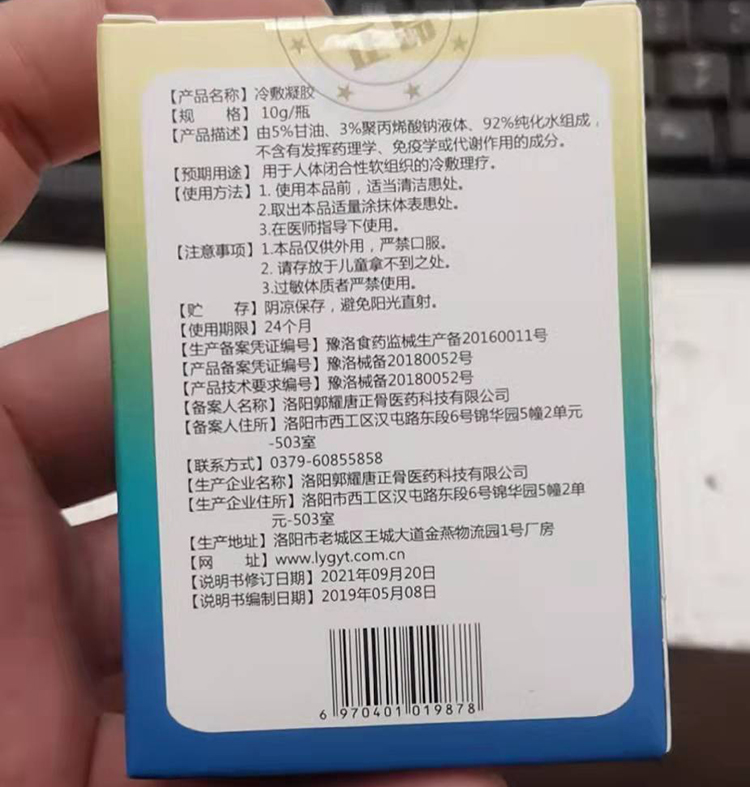 正品
【产品名称】冷敷凝胶
【规 格】 10g/瓶
【产品描述】由5%甘油、3%聚丙烯酸钠液体、92%纯化水组成，
不含有发挥药理学、免疫学或代谢作用的成分。
【预期用途】 用于人体闭合性软组织的冷敷理疗。
【使用方法】1. 使用本品前，适当清洁患处。
2.取出本品适量涂抹体表患处。
3.在医师指导下使用。
【注意事项】1.本品仅供外用，严禁口服。
2. 请存放于儿童拿不到之处。
3.过敏体质者严禁使用。
【贮 存】阴凉保存，避免阳光直射。
【使用期限】24个月
【生产备案凭证编号】豫洛食药监械生产备20160011号
【产品备案凭证编号】豫洛械备20180052号
【产品技术要求编号】豫洛械备20180052号
【备案人名称】洛阳郭耀唐正骨医药科技有限公司
【备案人住所】洛阳市西工区汉屯路东段6号锦华园5幢2单元
-503室
【联系方式】0379-60855858
【生产企业名称】洛阳郭耀唐正骨医药科技有限公司
【生产企业住所】洛阳市西工区汉屯路东段6号锦华园5幢2单
元-503室
【生产地址】洛阳市老城区王城大道金燕物流园1号厂房
【网 址】www.lygyt.com.cn
【说明书修订日期】2021年09月20日
【说明书编制日期】2019年05月08日
6 970401 019878